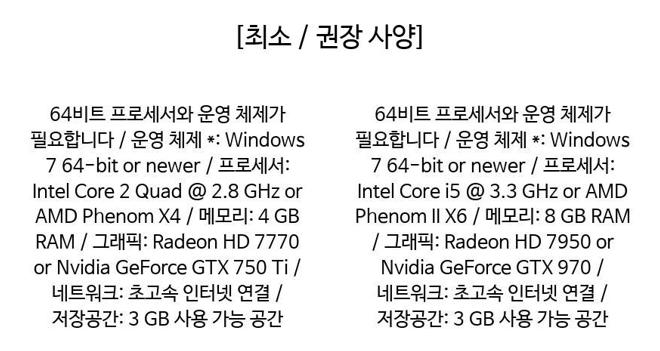 [최소 / 권장 사양]
64비트 프로세서와 운영 체제가
필요합니다 / 운영 체제 *: Windows
7 64-bit or newer / 프로세서:
Intel Core 2 Quad @ 2.8 GHz or
AMD Phenom X4 / 메모리: 4 GB
RAM / 그래픽: Radeon HD 7770
or Nvidia GeForce GTX 750 Ti /
네트워크: 초고속 인터넷 연결 /
저장공간: 3 GB 사용 가능 공간
64비트 프로세서와 운영 체제가
필요합니다 / 운영 체제 *: Windows
7 64-bit or newer / 프로세서:
Intel Core i5 @ 3.3 GHz or AMD
Phenom II X6 / 메모리: 8 GB RAM
/ 그래픽: Radeon HD 7950 or
Nvidia GeForce GTX 970 /
네트워크: 초고속 인터넷 연결 /
저장공간: 3 GB 사용 가능 공간